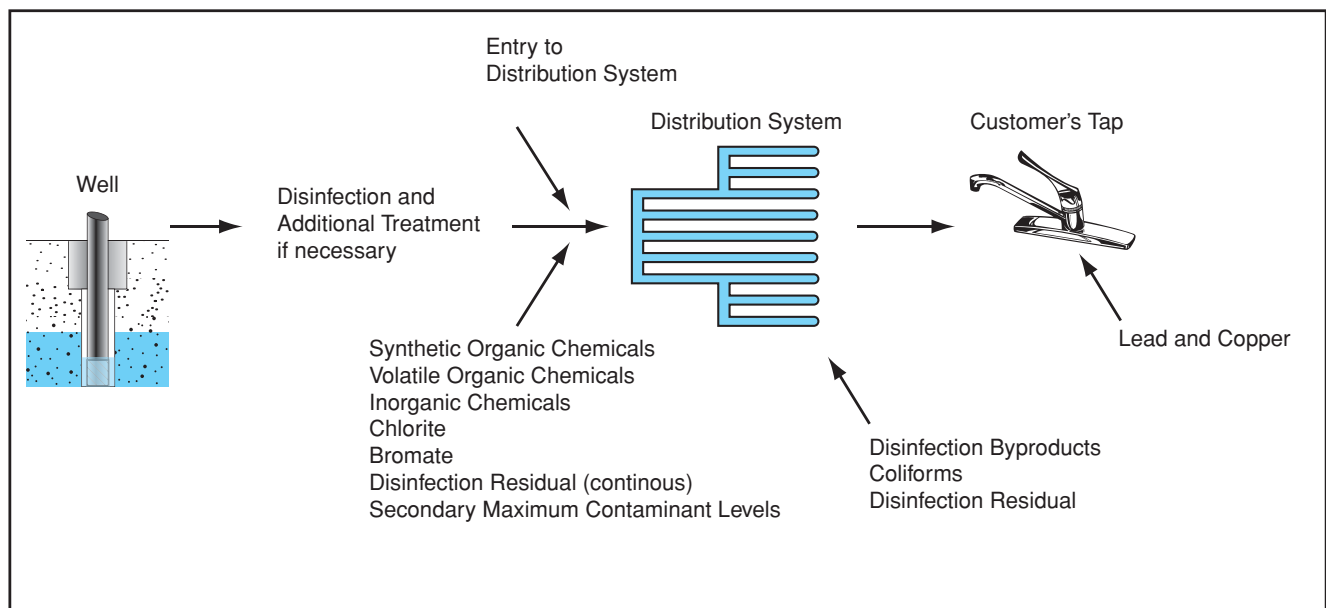 Entry to
Distribution System
Distribution System
Customer's Tap
Well
Disinfection and
Additional Treatment
if necessary
Lead and Copper
Synthetic Organic Chemicals
Volatile Organic Chemicals
Inorganic Chemicals
Chlorite
Bromate
Disinfection Residual (continous)
Secondary Maximum Contaminant Levels
Disinfection Byproducts
Coliforms
Disinfection Residual